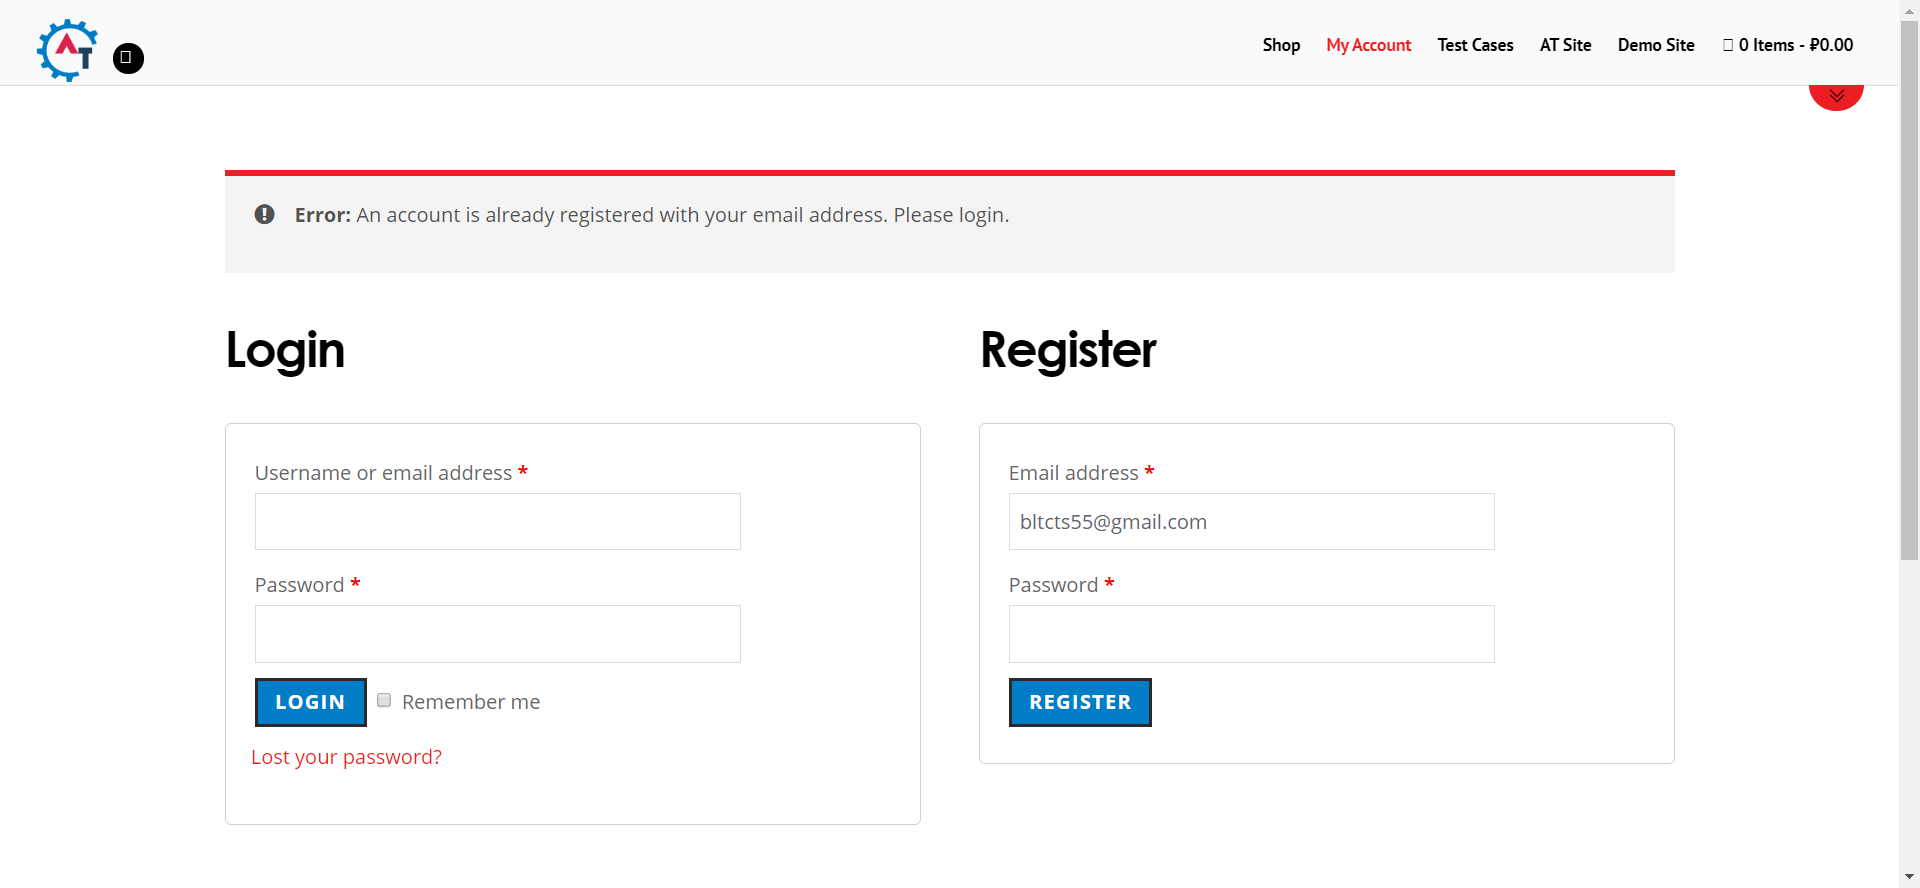 AT
Shop My Account Test Cases AT Site Demo Site 0 Items - ₽0.00
Error: An account is already registered with your email address. Please login.
Login
Username or email address *
Password *
LOGIN Remember me
Lost your password?
Register
Email address *
bltcts55@gmail.com
Password *
REGISTER